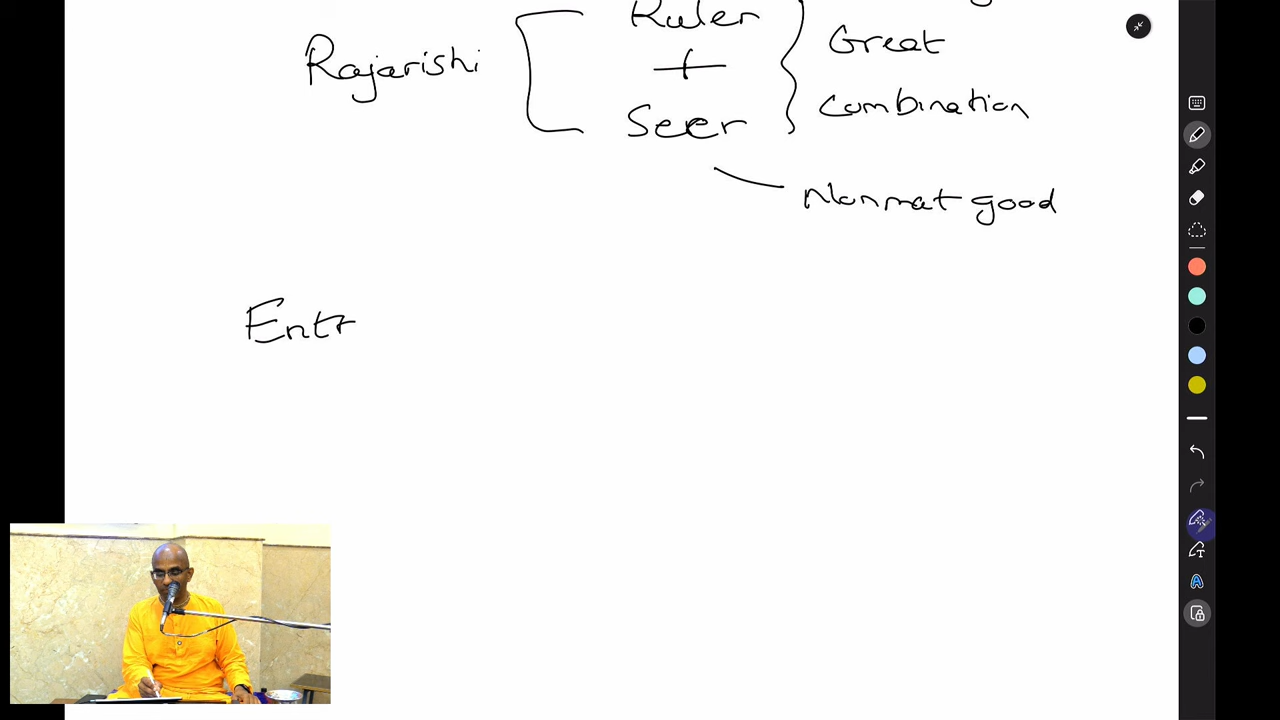 Ruler
Rajarishi
+
Seer
Great
combination
Nonmat good
Entr